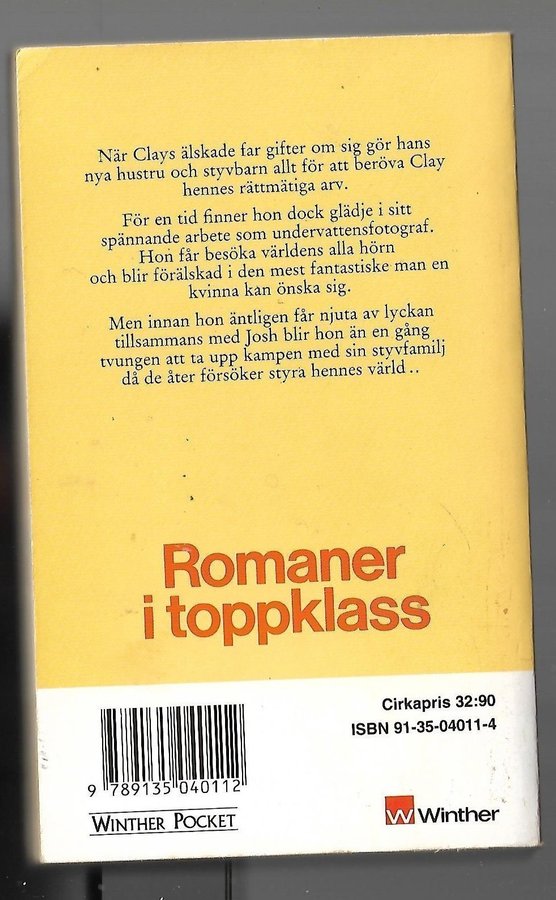 När Clays älskade far gifter om sig gör hans
nya hustru och styvbarn allt för att beröva Clay
hennes rättmätiga arv.
För en tid finner hon dock glädje i sitt
spännande arbete som undervattensfotograf.
Hon får besöka världens alla hörn
och blir förälskad i den mest fantastiske man en
kvinna kan önska sig.
Men innan hon äntligen får njuta av lyckan
tillsammans med Josh blir hon än en gång
tvungen att ta upp kampen med sin styvfamilj
då de åter försöker styra hennes värld ..
Romaner
i toppklass
Cirkapris 32:90
ISBN 91-35-04011-4
9 789135 040112
WINTHER POCKET
W Winther